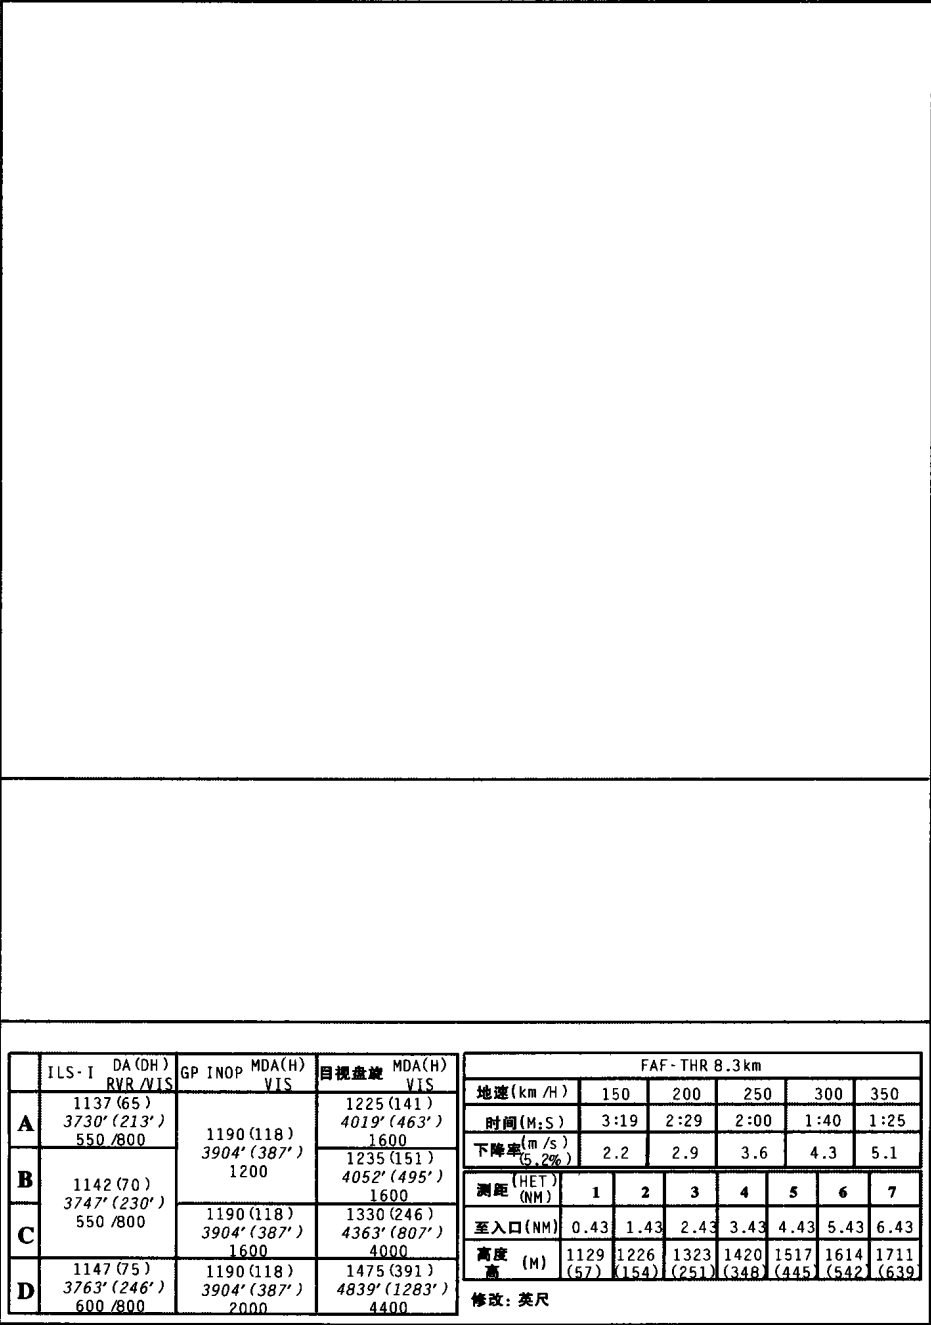 ILS-I DA(DH) RVR/VIS GP INOP MDA(H) VIS 目视盘旋 MDA(H) VIS
A 1137(65) 3730′(213′) 550/800
1190(118) 3904′(387′) 1200
1225(141) 4019′(463′) 1600
B 1142(70) 3747′(230′) 550/800
1235(151) 4052′(495′) 1600
C 1190(118) 3904′(387′) 1600
1330(246) 4363′(807′) 4000
D 1147(75) 3763′(246′) 600/800
1190(118) 3904′(387′) 2000
1475(391) 4839′(1283′) 4400
FAF-THR 8.3km
地速(km/H) 150 200 250 300 350
时间(M:S) 3:19 2:29 2:00 1:40 1:25
下降率(m/s)(5.2%) 2.2 2.9 3.6 4.3 5.1
测距(HET)(NM) 1 2 3 4 5 6 7
至入口(NM) 0.43 1.43 2.43 3.43 4.43 5.43 6.43
高度 高 (M) 1129 1226 1323 1420 1517 1614 1711
(57) (154) (251) (348) (445) (542) (639)
修改: 英尺